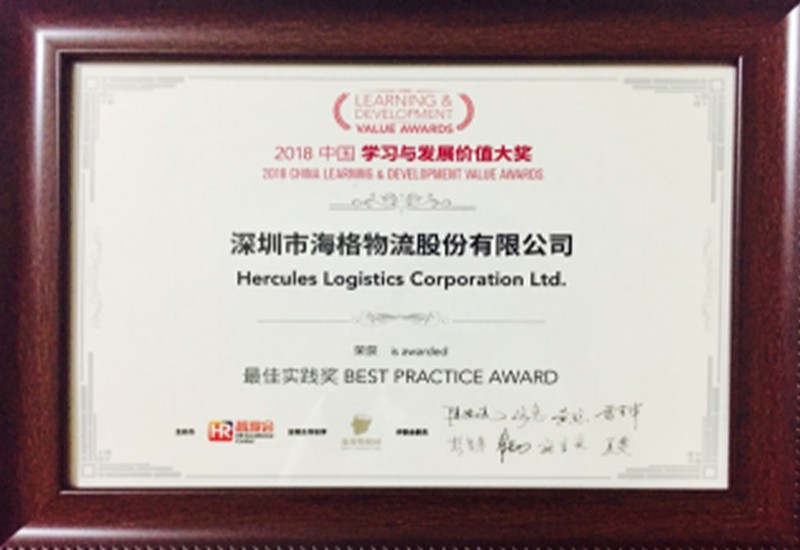 LEARNING &
DEVELOPMENT
VALUE AWARDS
2018 中国 学习与发展价值大奖
2018 CHINA LEARNING & DEVELOPMENT VALUE AWARDS
深圳市海格物流股份有限公司
Hercules Logistics Corporation Ltd.
荣获 is awarded
最佳实践奖 BEST PRACTICE AWARD
HR